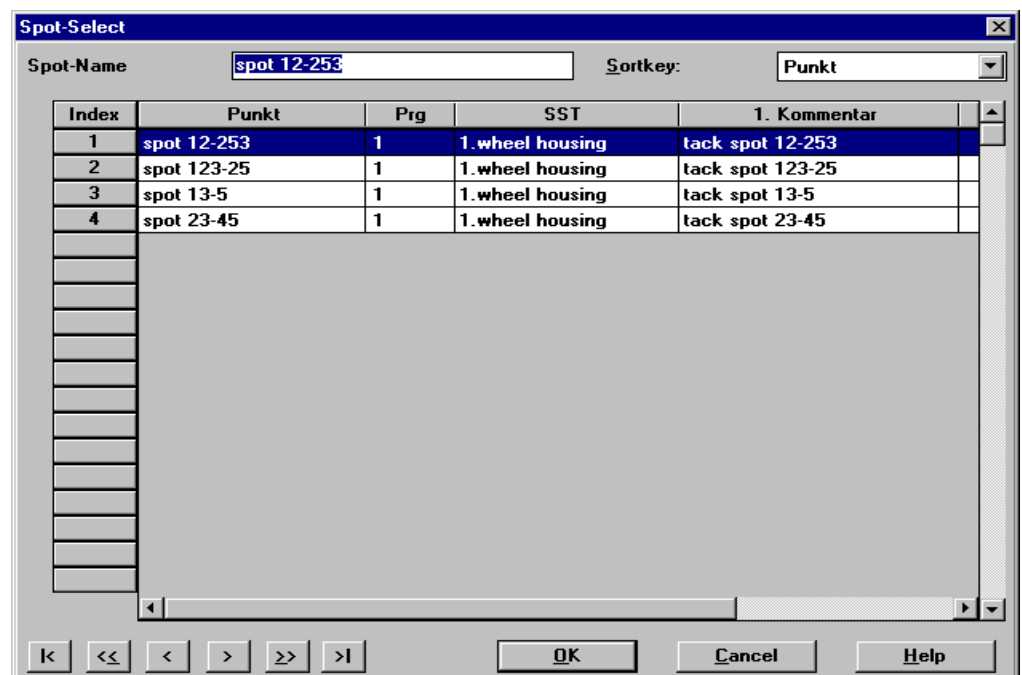 Spot-Select
Spot-Name spot 12-253 Sortkey: Punkt
Index Punkt Prg SST 1. Kommentar
1 spot 12-253 1 1.wheel housing tack spot 12-253
2 spot 123-25 1 1.wheel housing tack spot 123-25
3 spot 13-5 1 1.wheel housing tack spot 13-5
4 spot 23-45 1 1.wheel housing tack spot 23-45
I< << < > >> >I OK Cancel Help